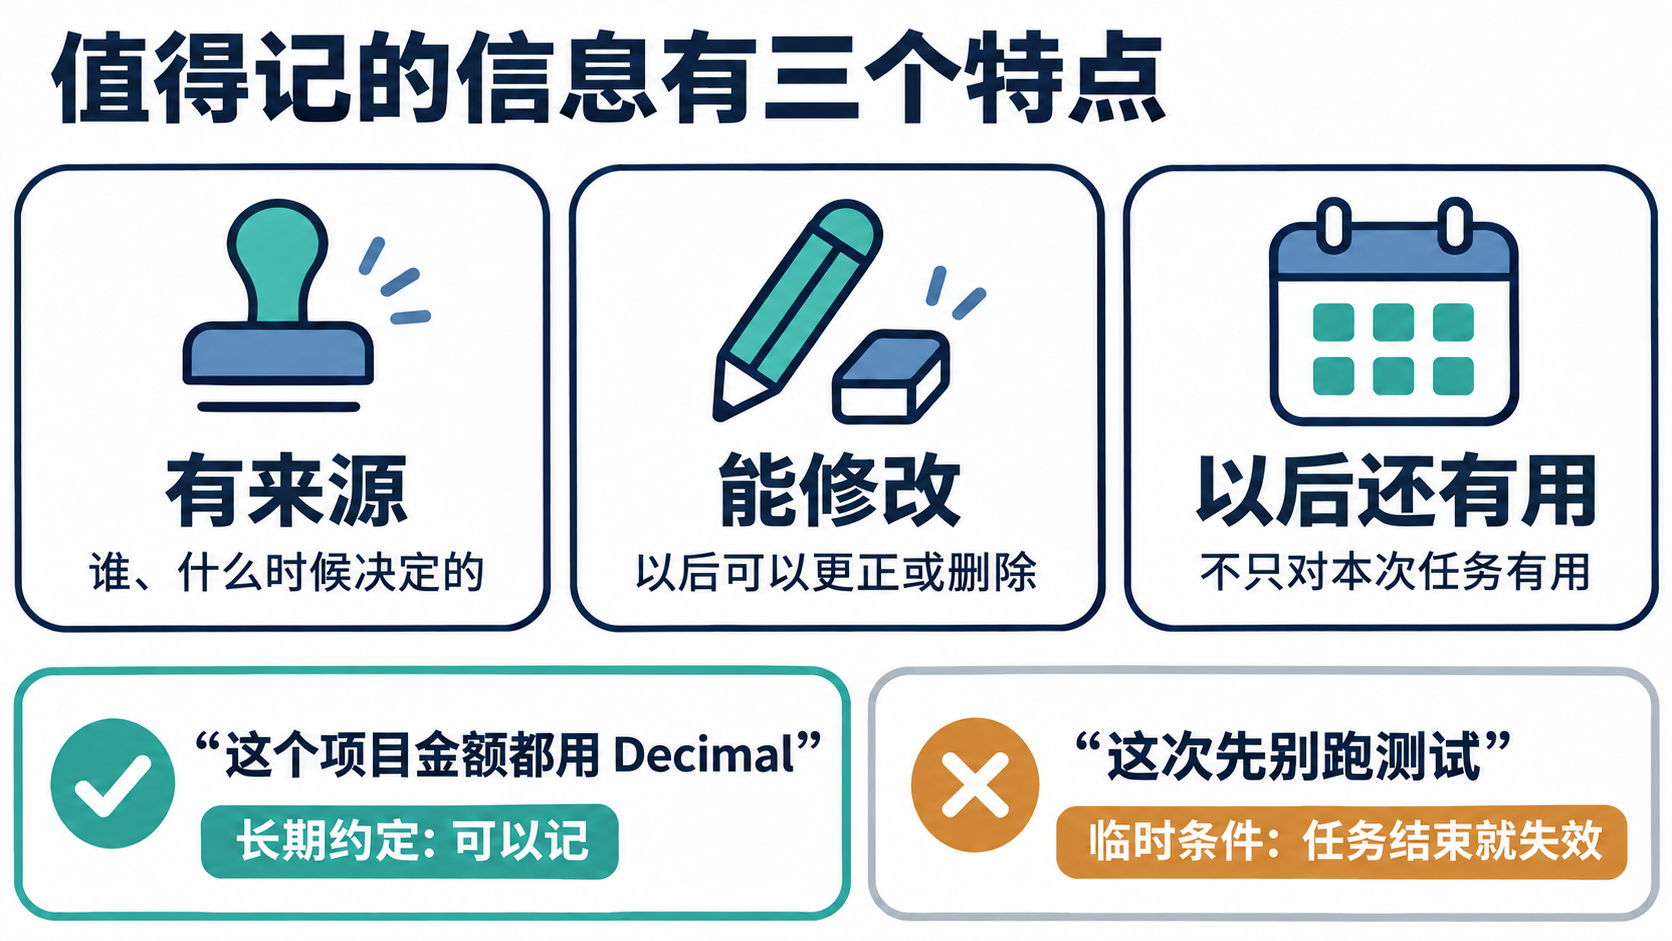 值得记的信息有三个特点
有来源
谁、什么时候决定的
能修改
以后可以更正或删除
以后还有用
不只对本次任务有用
“这个项目金额都用 Decimal”
长期约定：可以记
“这次先别跑测试”
临时条件：任务结束就失效